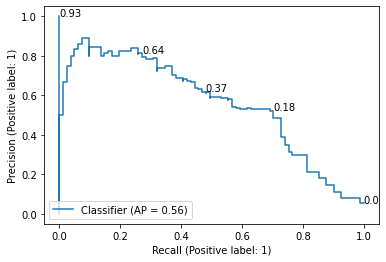 0.93
1.0
0.8
0.64
0.6
0.37
0.4
0.18
0.2
0.0
0.0
Classifier (AP = 0.56)
0.0 0.2 0.4 0.6 0.8 1.0
Recall (Positive label: 1)
Precision (Positive label: 1)